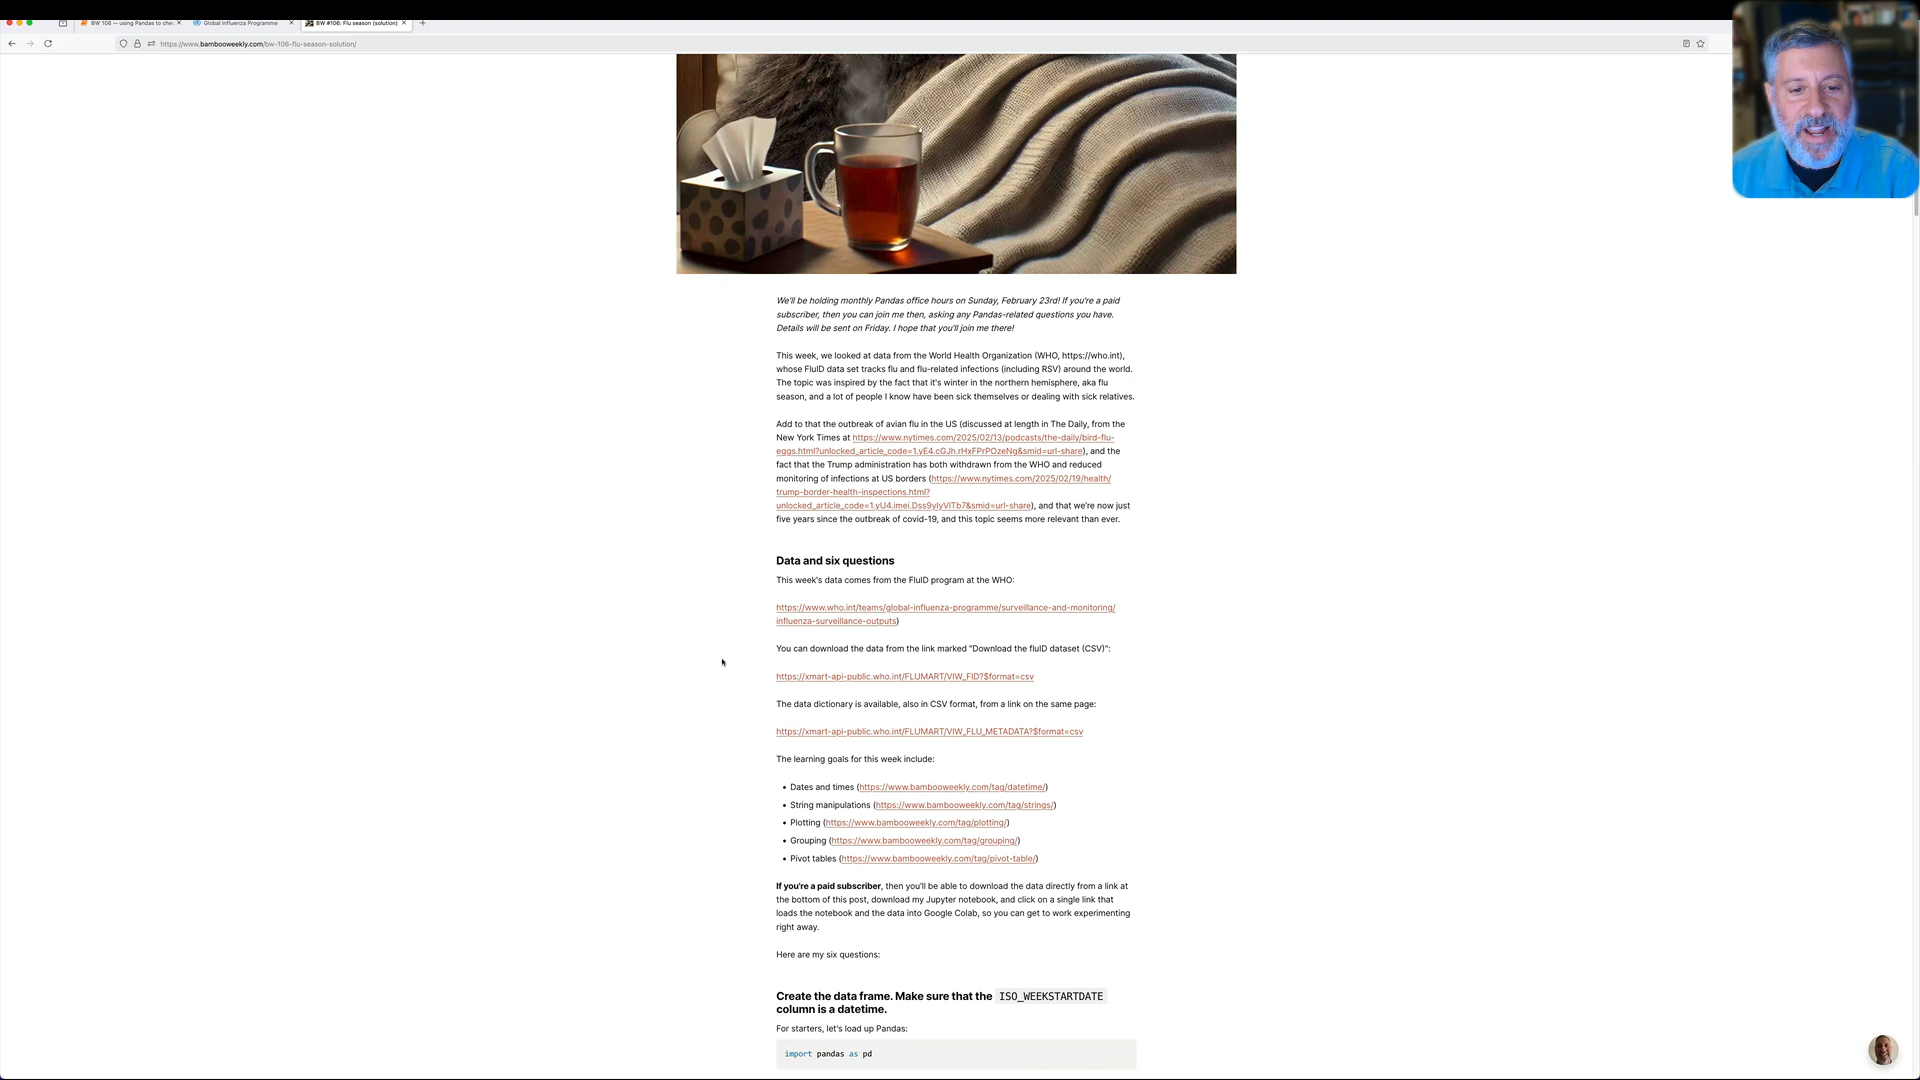 BW 106 — using Pandas to che
Global Influenza Programme
BW #106: Flu season (solution)
https://www.bambooweekly.com/bw-106-flu-season-solution/
We'll be holding monthly Pandas office hours on Sunday, February 23rd! If you're a paid
subscriber, then you can join me then, asking any Pandas-related questions you have.
Details will be sent on Friday. I hope that you'll join me there!
This week, we looked at data from the World Health Organization (WHO, https://who.int),
whose FluID data set tracks flu and flu-related infections (including RSV) around the world.
The topic was inspired by the fact that it's winter in the northern hemisphere, aka flu
season, and a lot of people I know have been sick themselves or dealing with sick relatives.
Add to that the outbreak of avian flu in the US (discussed at length in The Daily, from the
New York Times at https://www.nytimes.com/2025/02/13/podcasts/the-daily/bird-flu-
eggs.html?unlocked_article_code=1.yE4.cGJh.rHxFPrPOzeNg&smid=url-share), and the
fact that the Trump administration has both withdrawn from the WHO and reduced
monitoring of infections at US borders (https://www.nytimes.com/2025/02/19/health/
trump-border-health-inspections.html?
unlocked_article_code=1.yU4.imei.Dss9ylyVlTb7&smid=url-share), and that we're now just
five years since the outbreak of covid-19, and this topic seems more relevant than ever.
Data and six questions
This week's data comes from the FluID program at the WHO:
https://www.who.int/teams/global-influenza-programme/surveillance-and-monitoring/
influenza-surveillance-outputs)
You can download the data from the link marked "Download the fluID dataset (CSV)":
https://xmart-api-public.who.int/FLUMART/VIW_FID?$format=csv
The data dictionary is available, also in CSV format, from a link on the same page:
https://xmart-api-public.who.int/FLUMART/VIW_FLU_METADATA?$format=csv
The learning goals for this week include:
• Dates and times (https://www.bambooweekly.com/tag/datetime/)
• String manipulations (https://www.bambooweekly.com/tag/strings/)
• Plotting (https://www.bambooweekly.com/tag/plotting/)
• Grouping (https://www.bambooweekly.com/tag/grouping/)
• Pivot tables (https://www.bambooweekly.com/tag/pivot-table/)
If you're a paid subscriber, then you'll be able to download the data directly from a link at
the bottom of this post, download my Jupyter notebook, and click on a single link that
loads the notebook and the data into Google Colab, so you can get to work experimenting
right away.
Here are my six questions:
Create the data frame. Make sure that the ISO_WEEKSTARTDATE
column is a datetime.
For starters, let's load up Pandas:
import pandas as pd